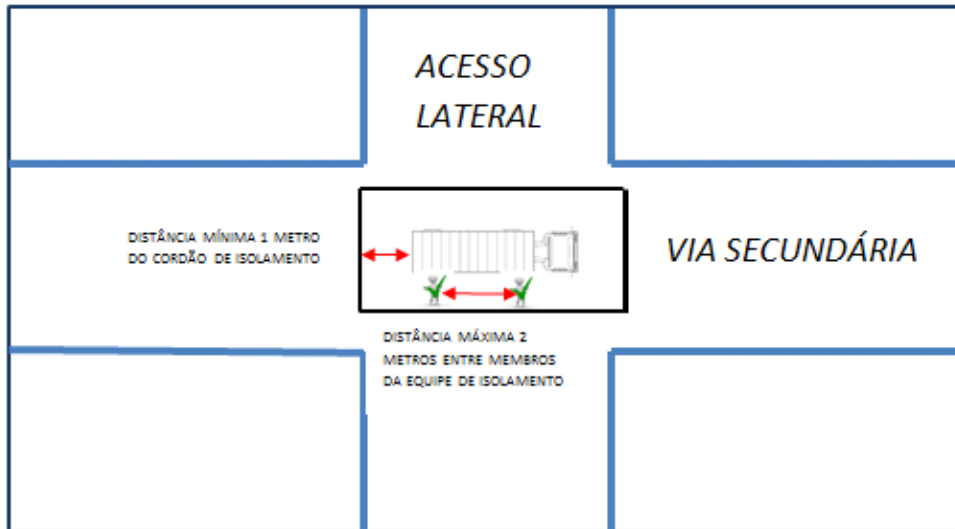 ACESSO
LATERAL
DISTÂNCIA MÍNIMA 1 METRO
DO CORDÃO DE ISOLAMENTO
VIA SECUNDÁRIA
DISTÂNCIA MÁXIMA 2
METROS ENTRE MEMBROS
DA EQUIPE DE ISOLAMENTO